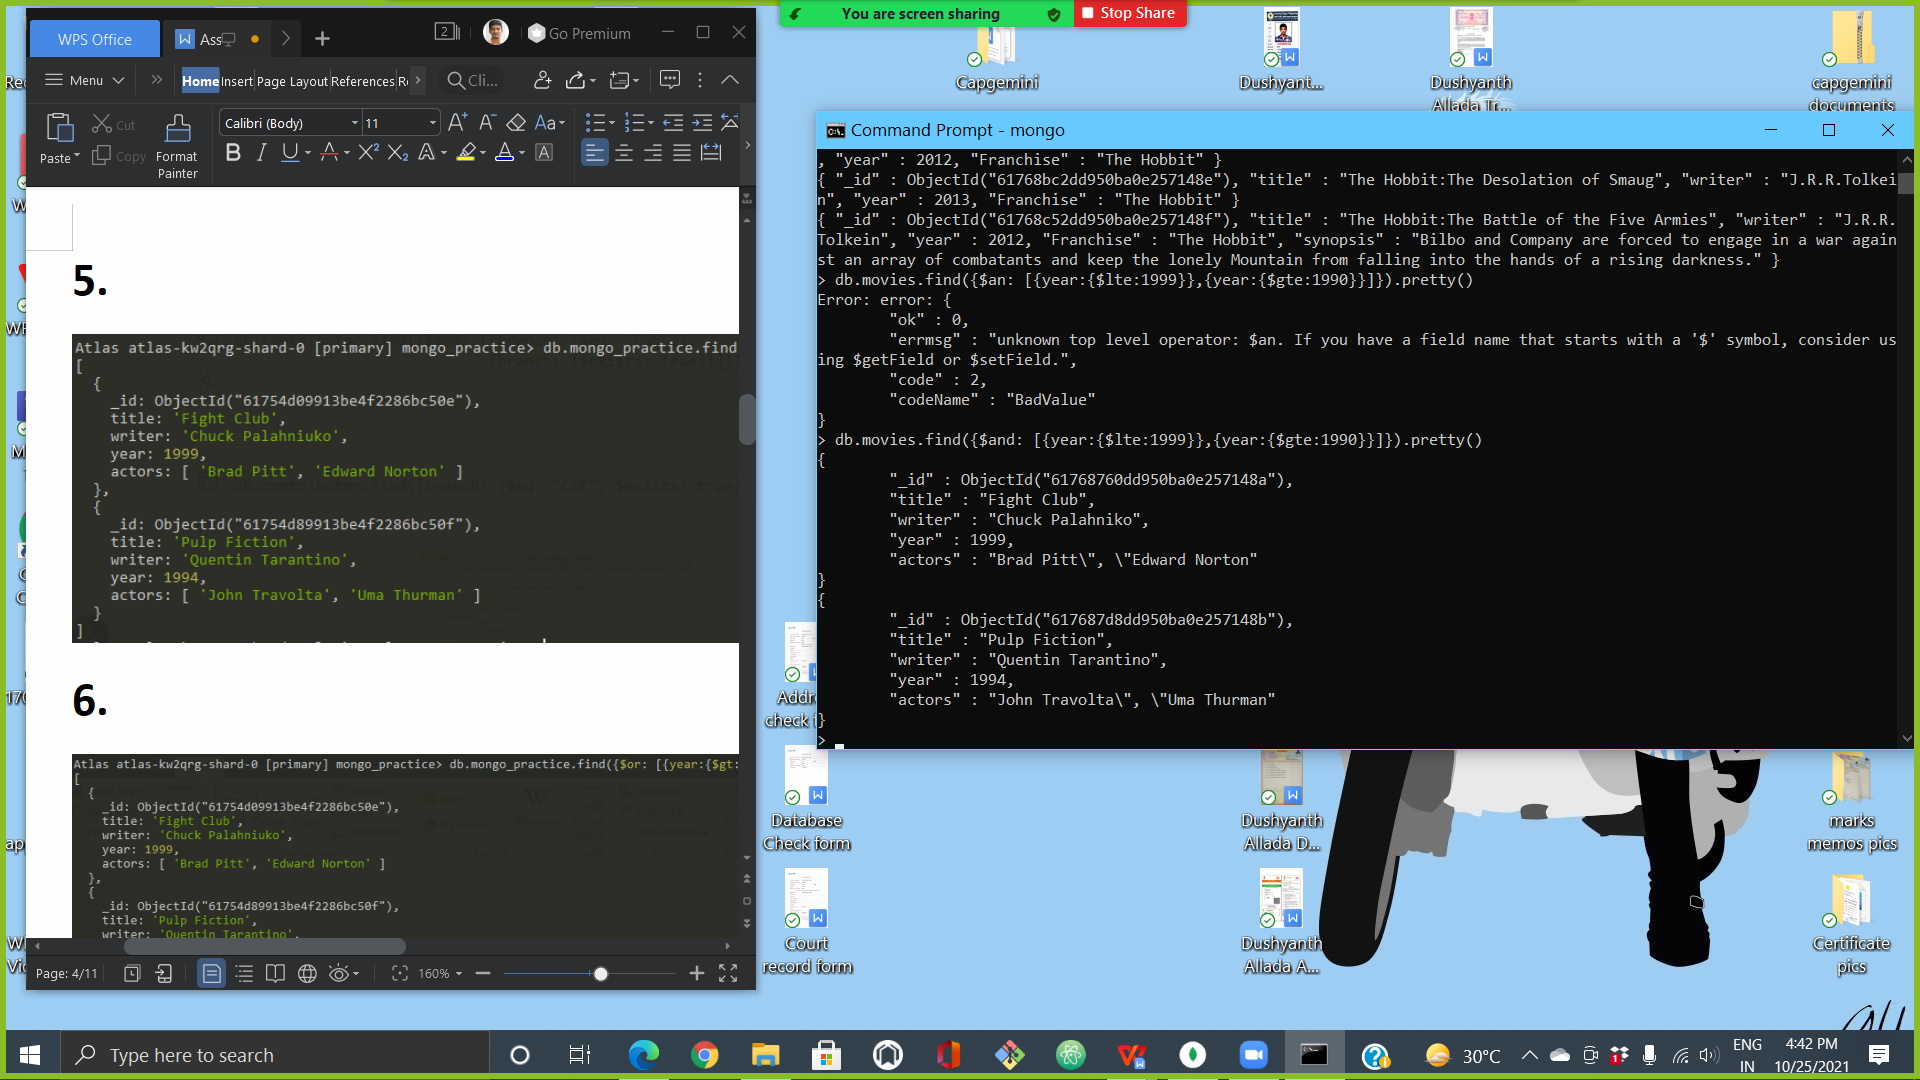 You are screen sharing
Stop Share
WPS Office
Ass
2
Go Premium
Menu
Home
Insert
Page Layout
References
Cli...
Paste
Cut
Copy
Format
Painter
Calibri (Body)
11
5.
Atlas atlas-kw2qrg-shard-0 [primary] mongo_practice> db.mongo_practice.find
[
{
_id: ObjectId("61754d09913be4f2286bc50e"),
title: 'Fight Club',
writer: 'Chuck Palahniuko',
year: 1999,
actors: [ 'Brad Pitt', 'Edward Norton' ]
},
{
_id: ObjectId("61754d89913be4f2286bc50f"),
title: 'Pulp Fiction',
writer: 'Quentin Tarantino',
year: 1994,
actors: [ 'John Travolta', 'Uma Thurman' ]
}
]
6.
Atlas atlas-kw2qrg-shard-0 [primary] mongo_practice> db.mongo_practice.find({$or: [{year:{$gt:
[
{
_id: ObjectId("61754d09913be4f2286bc50e"),
title: 'Fight Club',
writer: 'Chuck Palahniuko',
year: 1999,
actors: [ 'Brad Pitt', 'Edward Norton' ]
},
{
_id: ObjectId("61754d89913be4f2286bc50f"),
title: 'Pulp Fiction',
writer: 'Quentin Tarantino',
Page: 4/11
160%
Capgemini
Dushyant...
Dushyanth
Allada Tr...
capgemini
documents
Command Prompt - mongo
, "year" : 2012, "Franchise" : "The Hobbit" }
{ "_id" : ObjectId("61768bc2dd950ba0e257148e"), "title" : "The Hobbit:The Desolation of Smaug", "writer" : "J.R.R.Tolkei
n", "year" : 2013, "Franchise" : "The Hobbit" }
{ "_id" : ObjectId("61768c52dd950ba0e257148f"), "title" : "The Hobbit:The Battle of the Five Armies", "writer" : "J.R.R.
Tolkein", "year" : 2012, "Franchise" : "The Hobbit", "synopsis" : "Bilbo and Company are forced to engage in a war again
st an array of combatants and keep the lonely Mountain from falling into the hands of a rising darkness." }
> db.movies.find({$an: [{year:{$lte:1999}},{year:{$gte:1990}}]}).pretty()
Error: error: {
"ok" : 0,
"errmsg" : "unknown top level operator: $an. If you have a field name that starts with a '$' symbol, consider us
ing $getField or $setField.",
"code" : 2,
"codeName" : "BadValue"
}
> db.movies.find({$and: [{year:{$lte:1999}},{year:{$gte:1990}}]}).pretty()
{
"_id" : ObjectId("61768760dd950ba0e257148a"),
"title" : "Fight Club",
"writer" : "Chuck Palahniko",
"year" : 1999,
"actors" : "Brad Pitt\", \"Edward Norton"
}
{
"_id" : ObjectId("617687d8dd950ba0e257148b"),
"title" : "Pulp Fiction",
"writer" : "Quentin Tarantino",
"year" : 1994,
"actors" : "John Travolta\", \"Uma Thurman"
}
>
Addr
check f
Database
Check form
Court
record form
Dushyanth
Allada D...
Dushyanth
Allada A...
marks
memos pics
Certificate
pics
Type here to search
30°C
ENG
IN
4:42 PM
10/25/2021